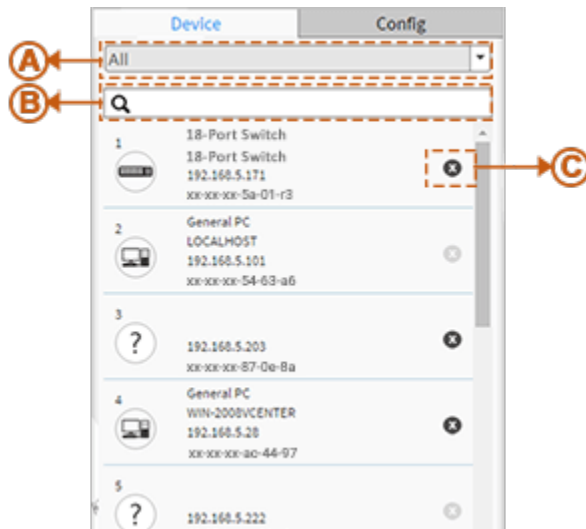 Device Config
A All
B
1
18-Port Switch
18-Port Switch
192.168.5.171
xx-xx-xx-5a-01-r3
C
2
General PC
LOCALHOST
192.168.5.101
xx-xx-xx-54-63-a6
3
?
192.168.5.203
xx-xx-xx-87-0e-8a
4
General PC
WIN-2008VCENTER
192.168.5.28
xx-xx-xx-ac-44-97
5
?
192.168.5.222